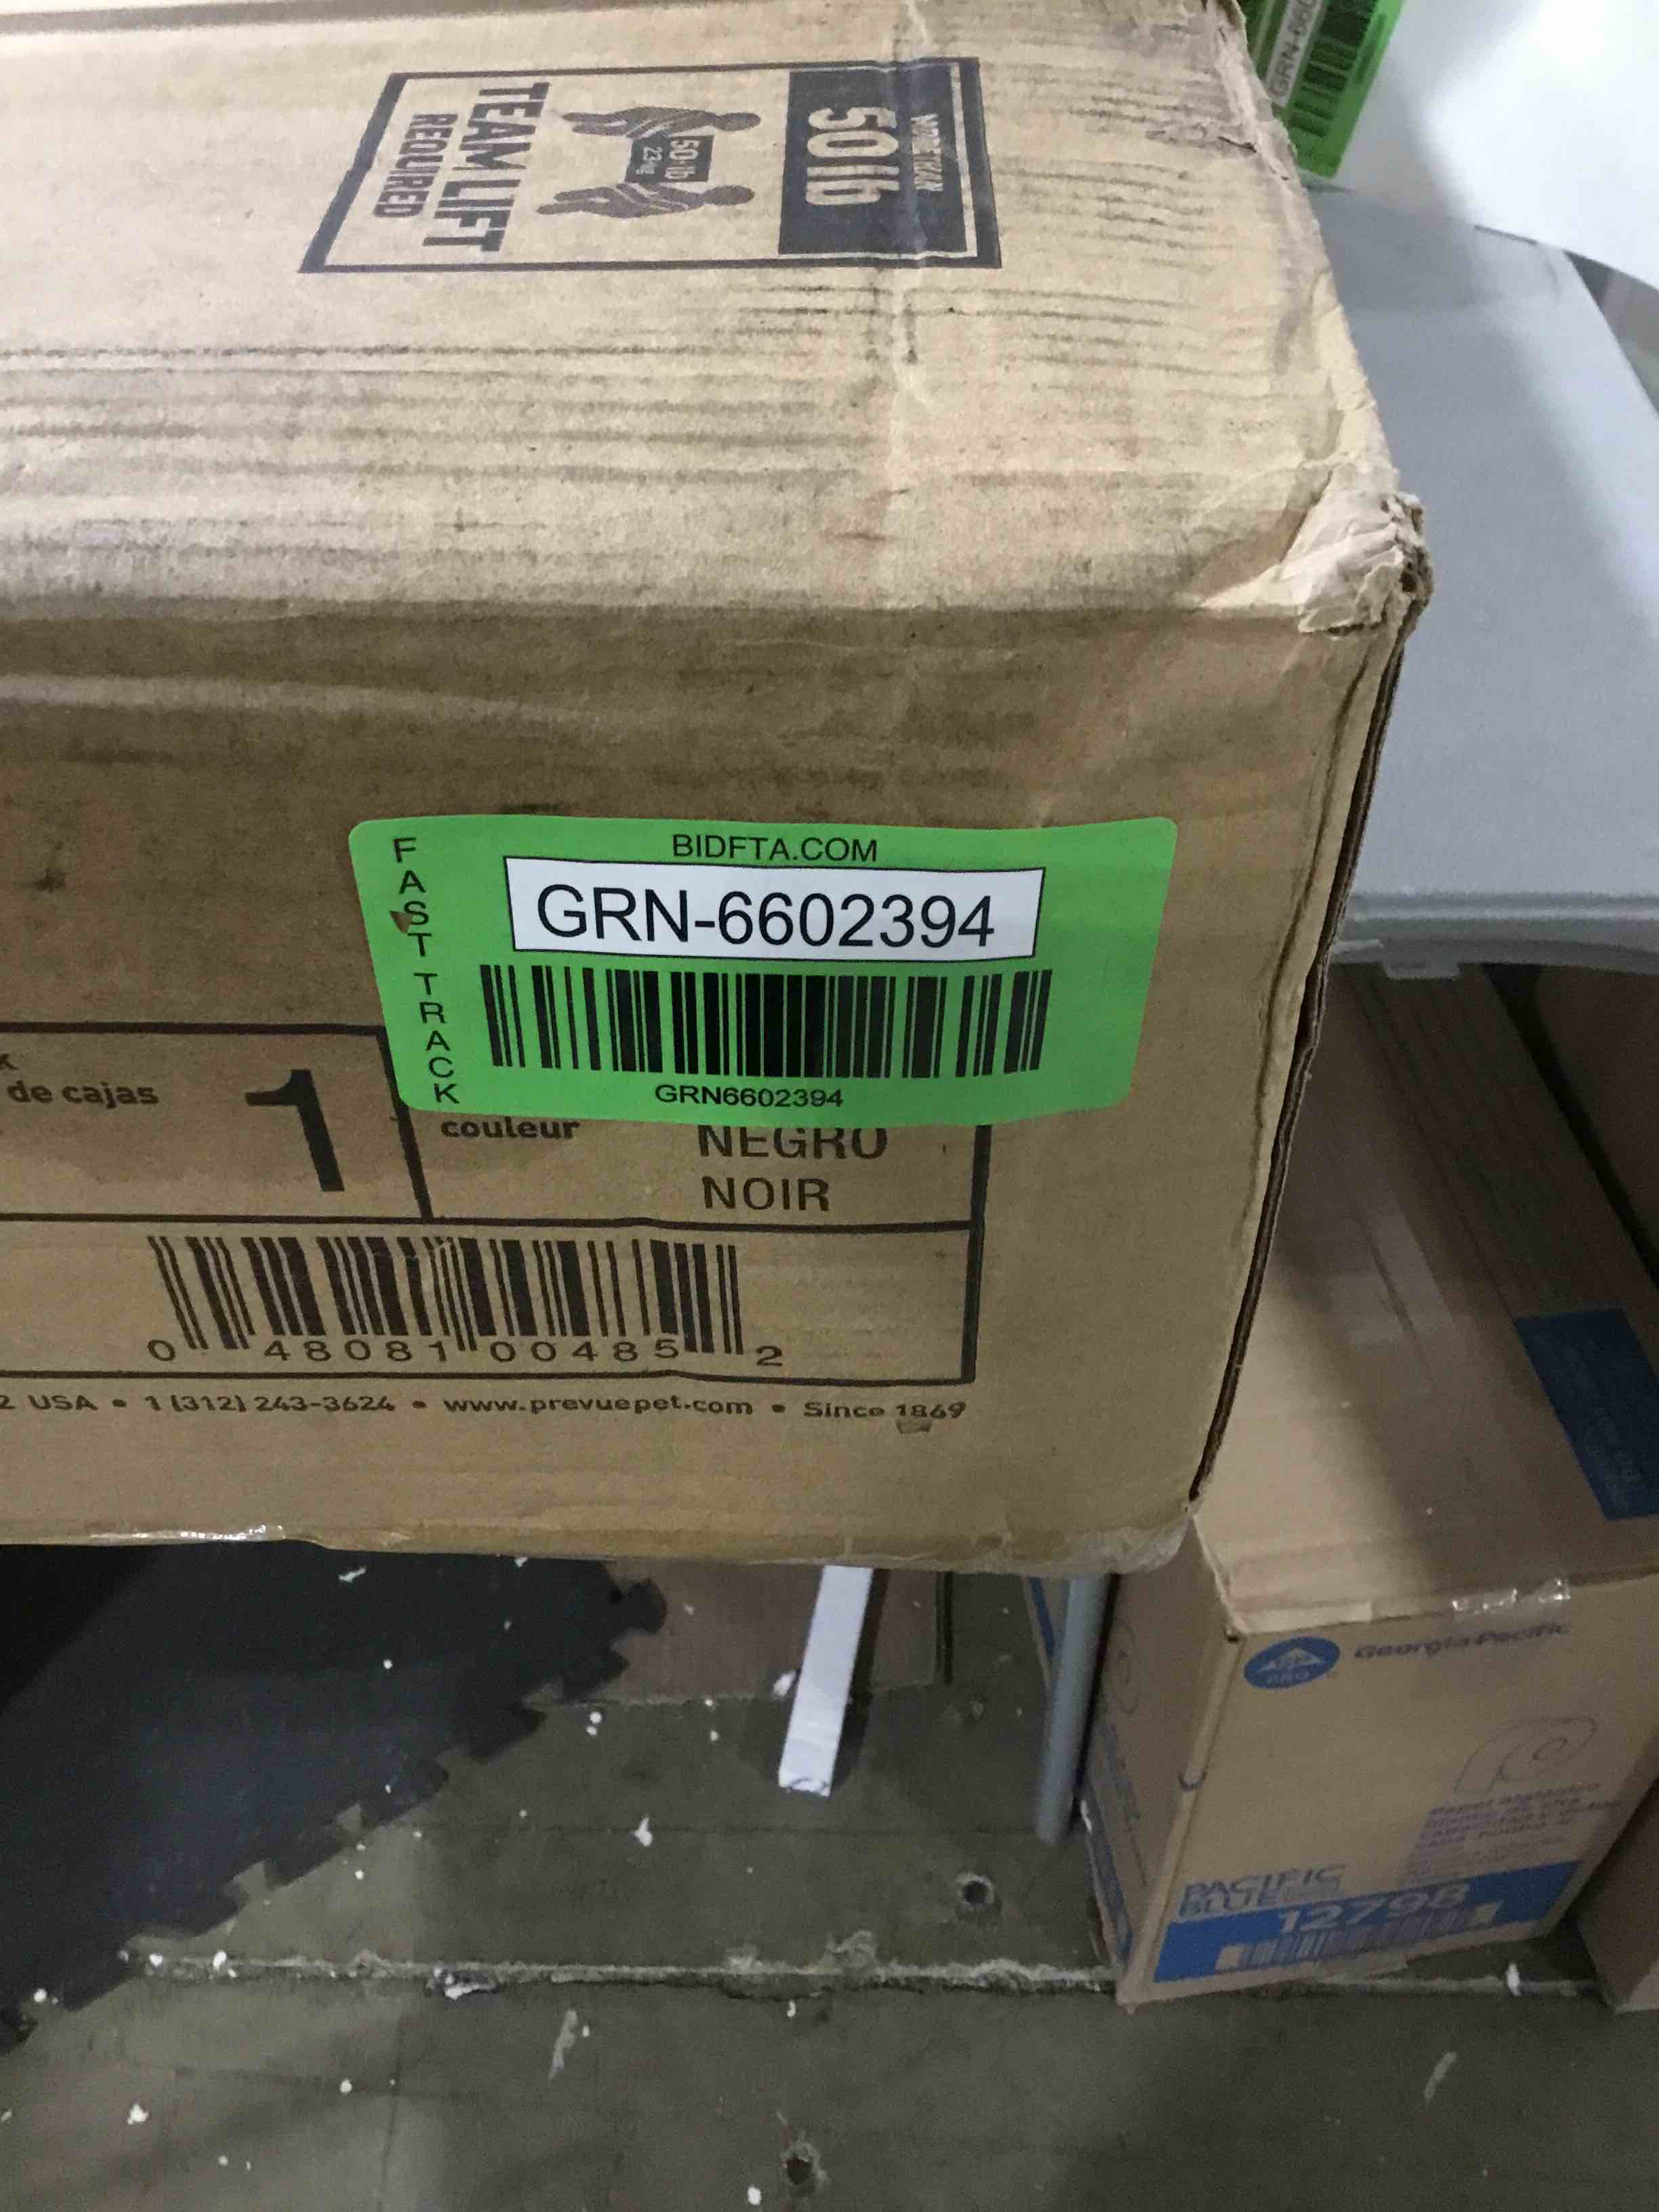 MORE THAN
50 lb
50 lb
23 kg
TEAM LIFT
REQUIRED
GRN-660
BIDFTA.COM
FAST TRACK
GRN-6602394
GRN6602394
de cajas
1
couleur
NEGRO
NOIR
0 48081 00485 2
USA • 1 (312) 243-3624 • www.prevuepet.com • Since 1869
Georgia-Pacific
PACIFIC
BLUE
12798